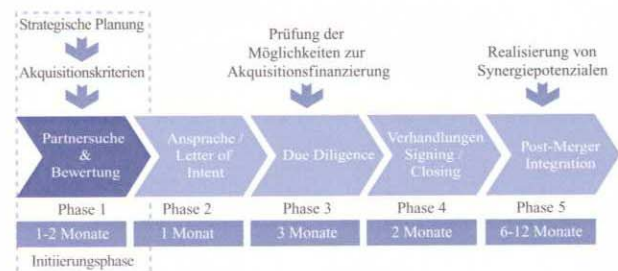 Strategische Planung
Akquisitionskriterien
Prüfung der
Möglichkeiten zur
Akquisitionsfinanzierung
Realisierung von
Synergiepotenzialen
Partnersuche
&
Bewertung
Ansprache /
Letter of
Intent
Due Diligence
Verhandlungen
Signing /
Closing
Post-Merger
Integration
Phase 1
Phase 2
Phase 3
Phase 4
Phase 5
1-2 Monate
1 Monat
3 Monate
2 Monate
6-12 Monate
Initiierungsphase